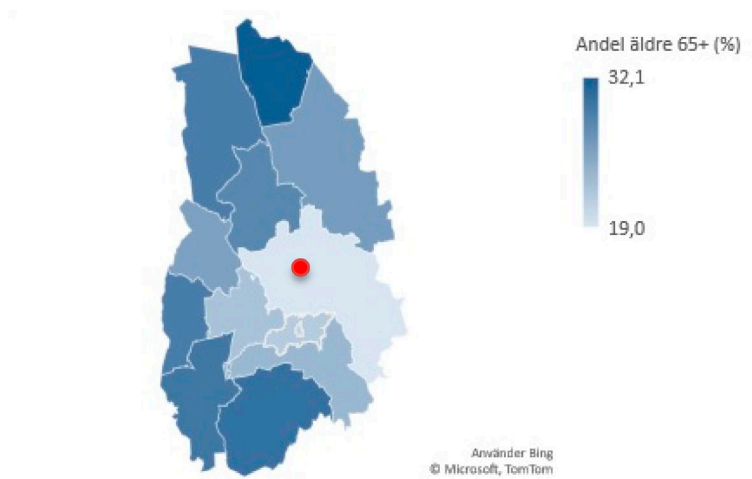 Andel äldre 65+ (%)
32,1
19,0
Använder Bing
© Microsoft, TomTom